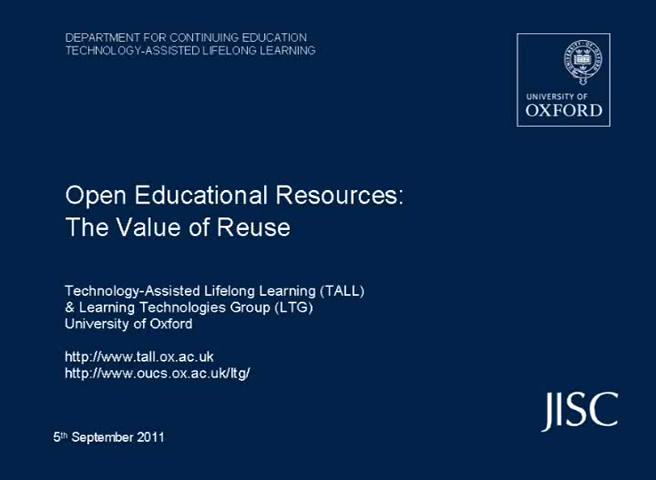 DEPARTMENT FOR CONTINUING EDUCATION
TECHNOLOGY-ASSISTED LIFELONG LEARNING
UNIVERSITY OF
OXFORD
Open Educational Resources:
The Value of Reuse
Technology-Assisted Lifelong Learning (TALL)
& Learning Technologies Group (LTG)
University of Oxford
http://www.tall.ox.ac.uk
http://www.oucs.ox.ac.uk/ltg/
JISC
5th September 2011